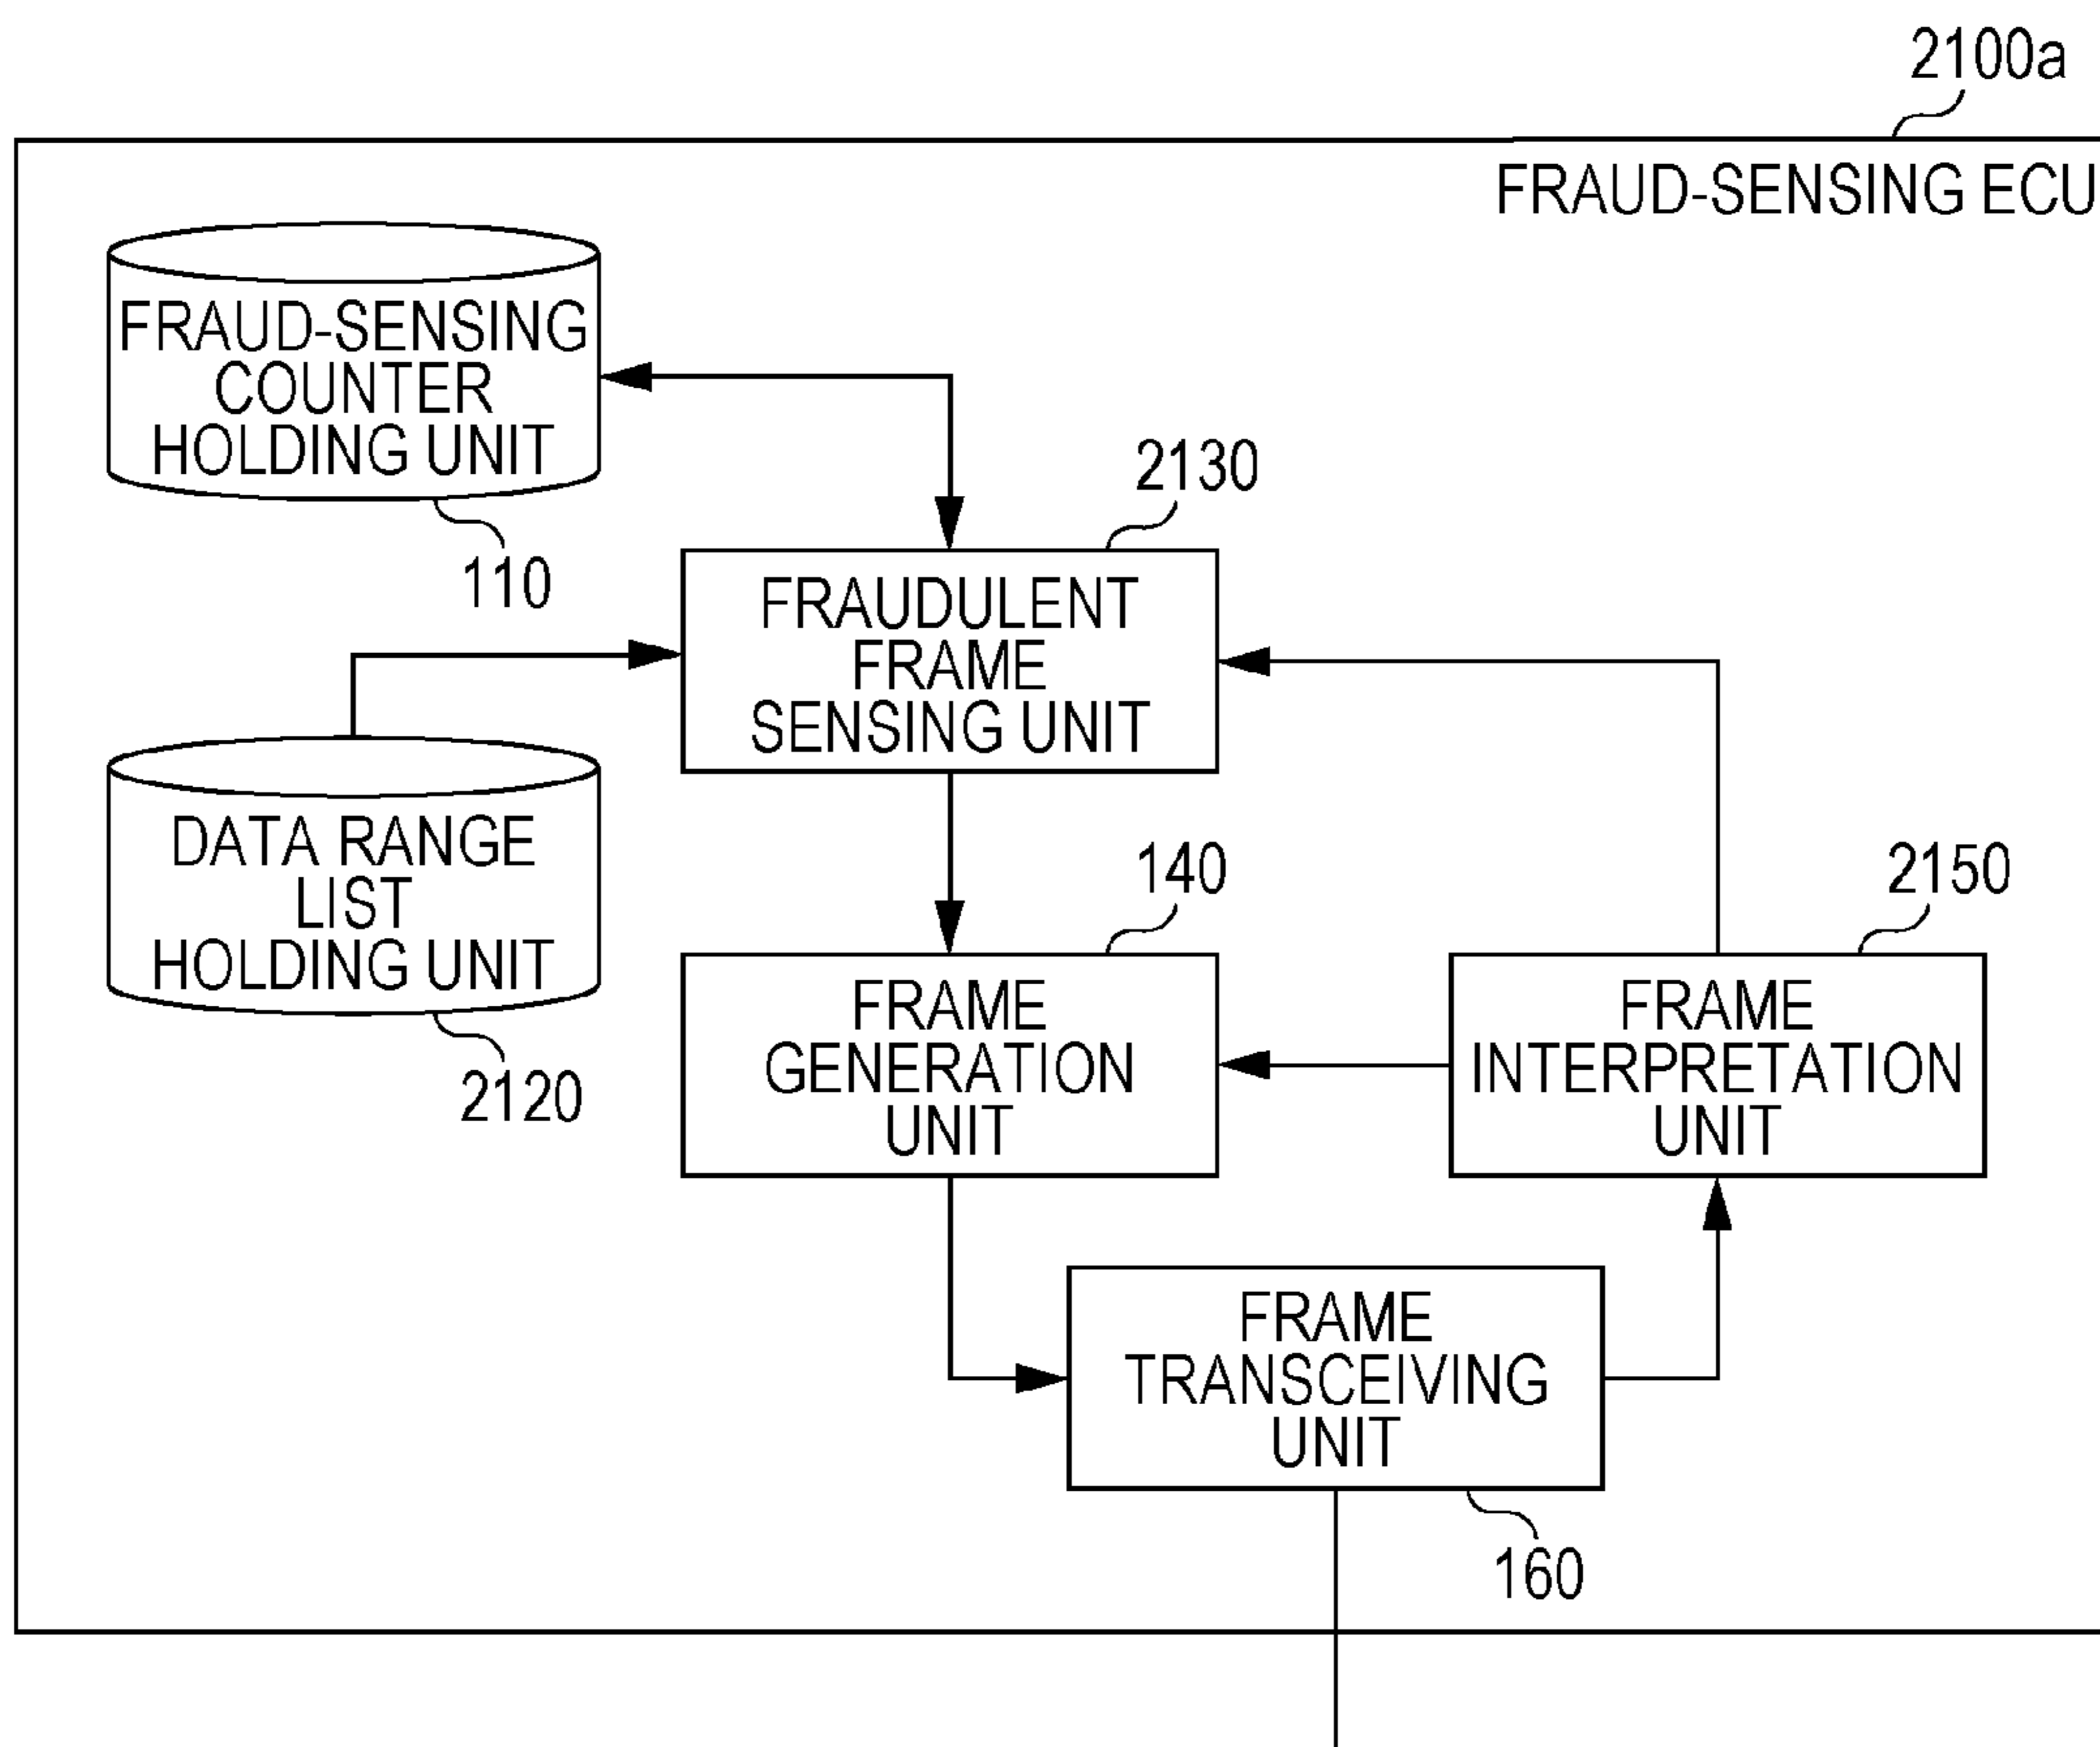 2100a
FRAUD-SENSING ECU
FRAUD-SENSING
COUNTER
HOLDING UNIT
110
2130
FRAUDULENT
FRAME
SENSING UNIT
DATA RANGE
LIST
HOLDING UNIT
2120
140
FRAME
GENERATION
UNIT
2150
FRAME
INTERPRETATION
UNIT
FRAME
TRANSCEIVING
UNIT
160